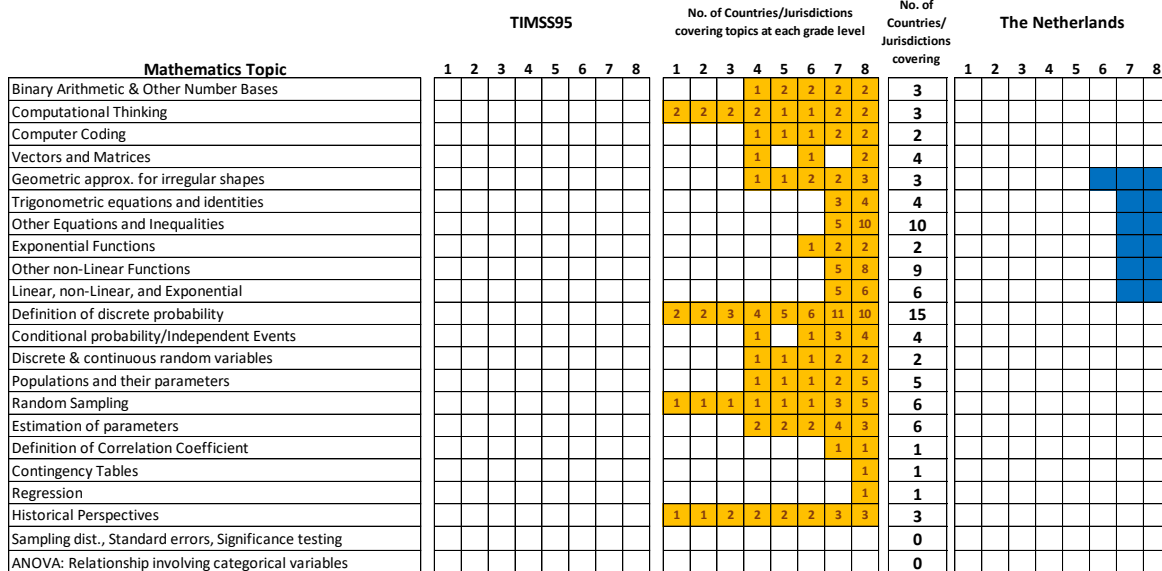 TIMSS95
No. of Countries/Jurisdictions
covering topics at each grade level
No. of
Countries/
Jurisdictions
covering
The Netherlands
Mathematics Topic 1 2 3 4 5 6 7 8 1 2 3 4 5 6 7 8 1 2 3 4 5 6 7 8
Binary Arithmetic & Other Number Bases 1 2 2 2 2 3
Computational Thinking 2 2 2 2 1 1 2 2 3
Computer Coding 1 1 1 2 2 2
Vectors and Matrices 1 1 2 4
Geometric approx. for irregular shapes 1 1 2 2 3 3
Trigonometric equations and identities 3 4 4
Other Equations and Inequalities 5 10 10
Exponential Functions 1 2 2 2
Other non-Linear Functions 5 8 9
Linear, non-Linear, and Exponential 5 6 6
Definition of discrete probability 2 2 3 4 5 6 11 10 15
Conditional probability/Independent Events 1 1 3 4 4
Discrete & continuous random variables 1 1 1 2 2 2
Populations and their parameters 1 1 1 2 5 5
Random Sampling 1 1 1 1 1 1 3 5 6
Estimation of parameters 2 2 2 4 3 6
Definition of Correlation Coefficient 1 1 1
Contingency Tables 1 1
Regression 1 1
Historical Perspectives 1 1 2 2 2 2 3 3 3
Sampling dist., Standard errors, Significance testing 0
ANOVA: Relationship involving categorical variables 0